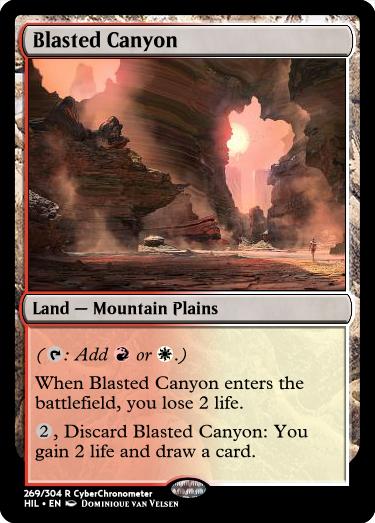 Blasted Canyon
Land — Mountain Plains
( : Add or .)
When Blasted Canyon enters the
battlefield, you lose 2 life.
2, Discard Blasted Canyon: You
gain 2 life and draw a card.
269/304 R CyberChronometer
HIL • EN Dominique van Velsen